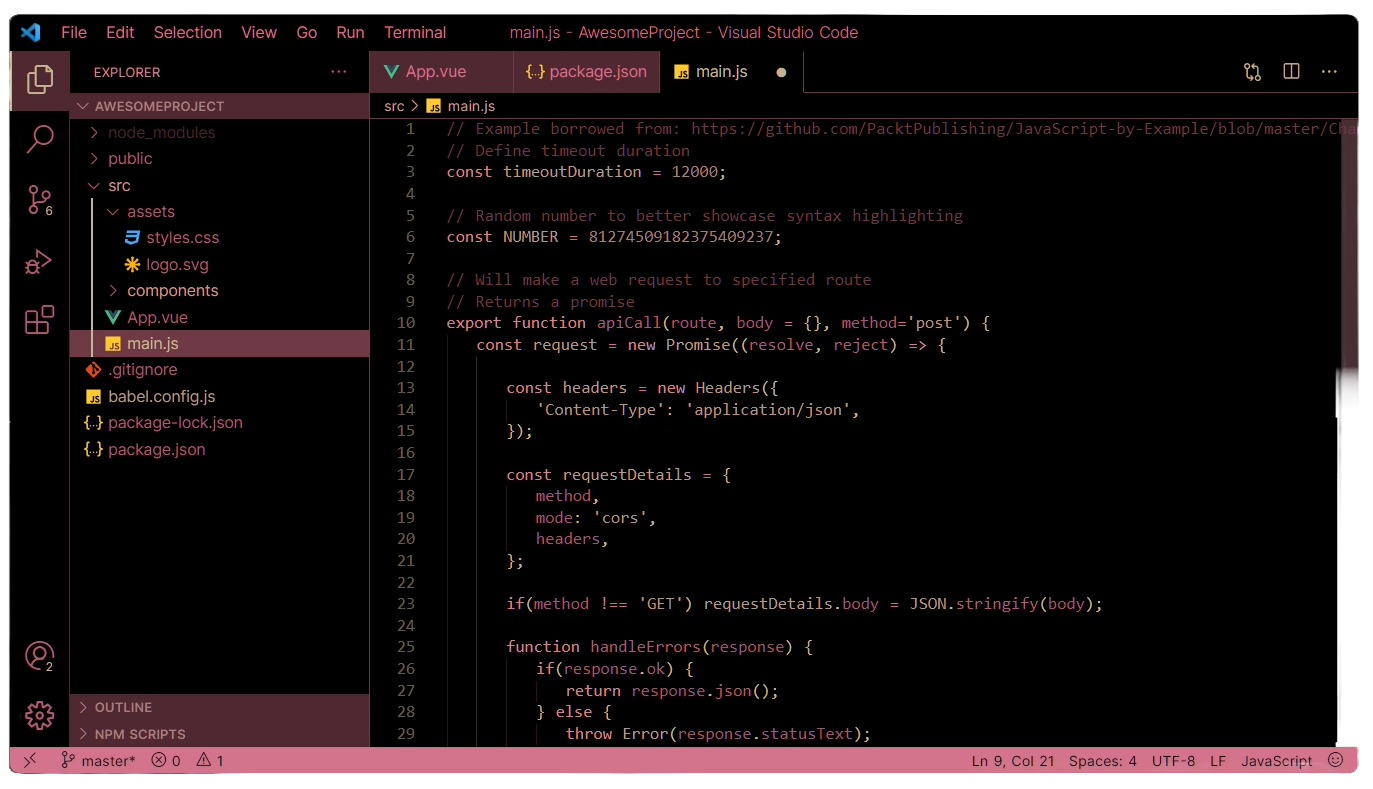 File Edit Selection View Go Run Terminal main.js - AwesomeProject - Visual Studio Code
EXPLORER ···
App.vue
{..} package.json
JS main.js
AWESOMEPROJECT
node_modules
public
src
assets
styles.css
logo.svg
components
App.vue
JS main.js
.gitignore
JS babel.config.js
{..} package-lock.json
{..} package.json
OUTLINE
NPM SCRIPTS
6
2
src > JS main.js
1 // Example borrowed from: https://github.com/PacktPublishing/JavaScript-by-Example/blob/master/Cha
2 // Define timeout duration
3 const timeoutDuration = 12000;
4
5 // Random number to better showcase syntax highlighting
6 const NUMBER = 81274509182375409237;
7
8 // Will make a web request to specified route
9 // Returns a promise
10 export function apiCall(route, body = {}, method='post') {
11 const request = new Promise((resolve, reject) => {
12
13 const headers = new Headers({
14 'Content-Type': 'application/json',
15 });
16
17 const requestDetails = {
18 method,
19 mode: 'cors',
20 headers,
21 };
22
23 if(method !== 'GET') requestDetails.body = JSON.stringify(body);
24
25 function handleErrors(response) {
26 if(response.ok) {
27 return response.json();
28 } else {
29 throw Error(response.statusText);
master* 0 1 Ln 9, Col 21 Spaces: 4 UTF-8 LF JavaScript